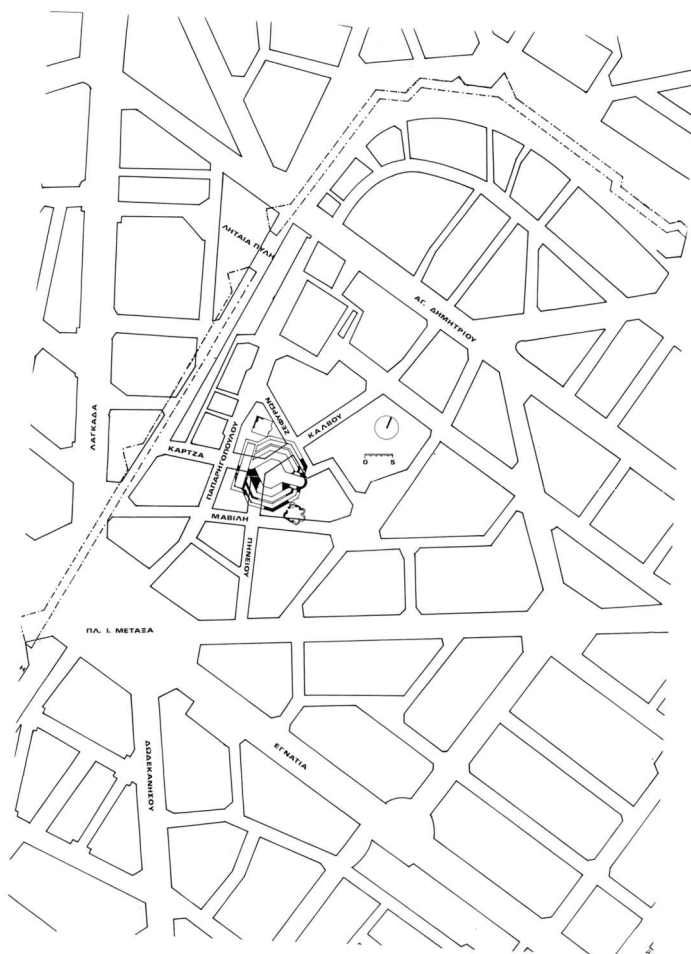 ΛΗΤΑΙΑ ΠΥΛΗ
ΑΓ. ΔΗΜΗΤΡΙΟΥ
ΛΑΓΚΑΔΑ
ΖΕΦΥΡΩΝ
ΚΑΛΒΟΥ
ΠΑΠΑΡΗΓΟΠΟΥΛΟΥ
ΚΑΡΤΖΑ
0 5
ΜΑΒΙΛΗ
ΠΗΝΕΙΟΥ
ΠΛ. Ι. ΜΕΤΑΞΑ
ΔΩΔΕΚΑΝΗΣΟΥ
ΕΓΝΑΤΙΑ